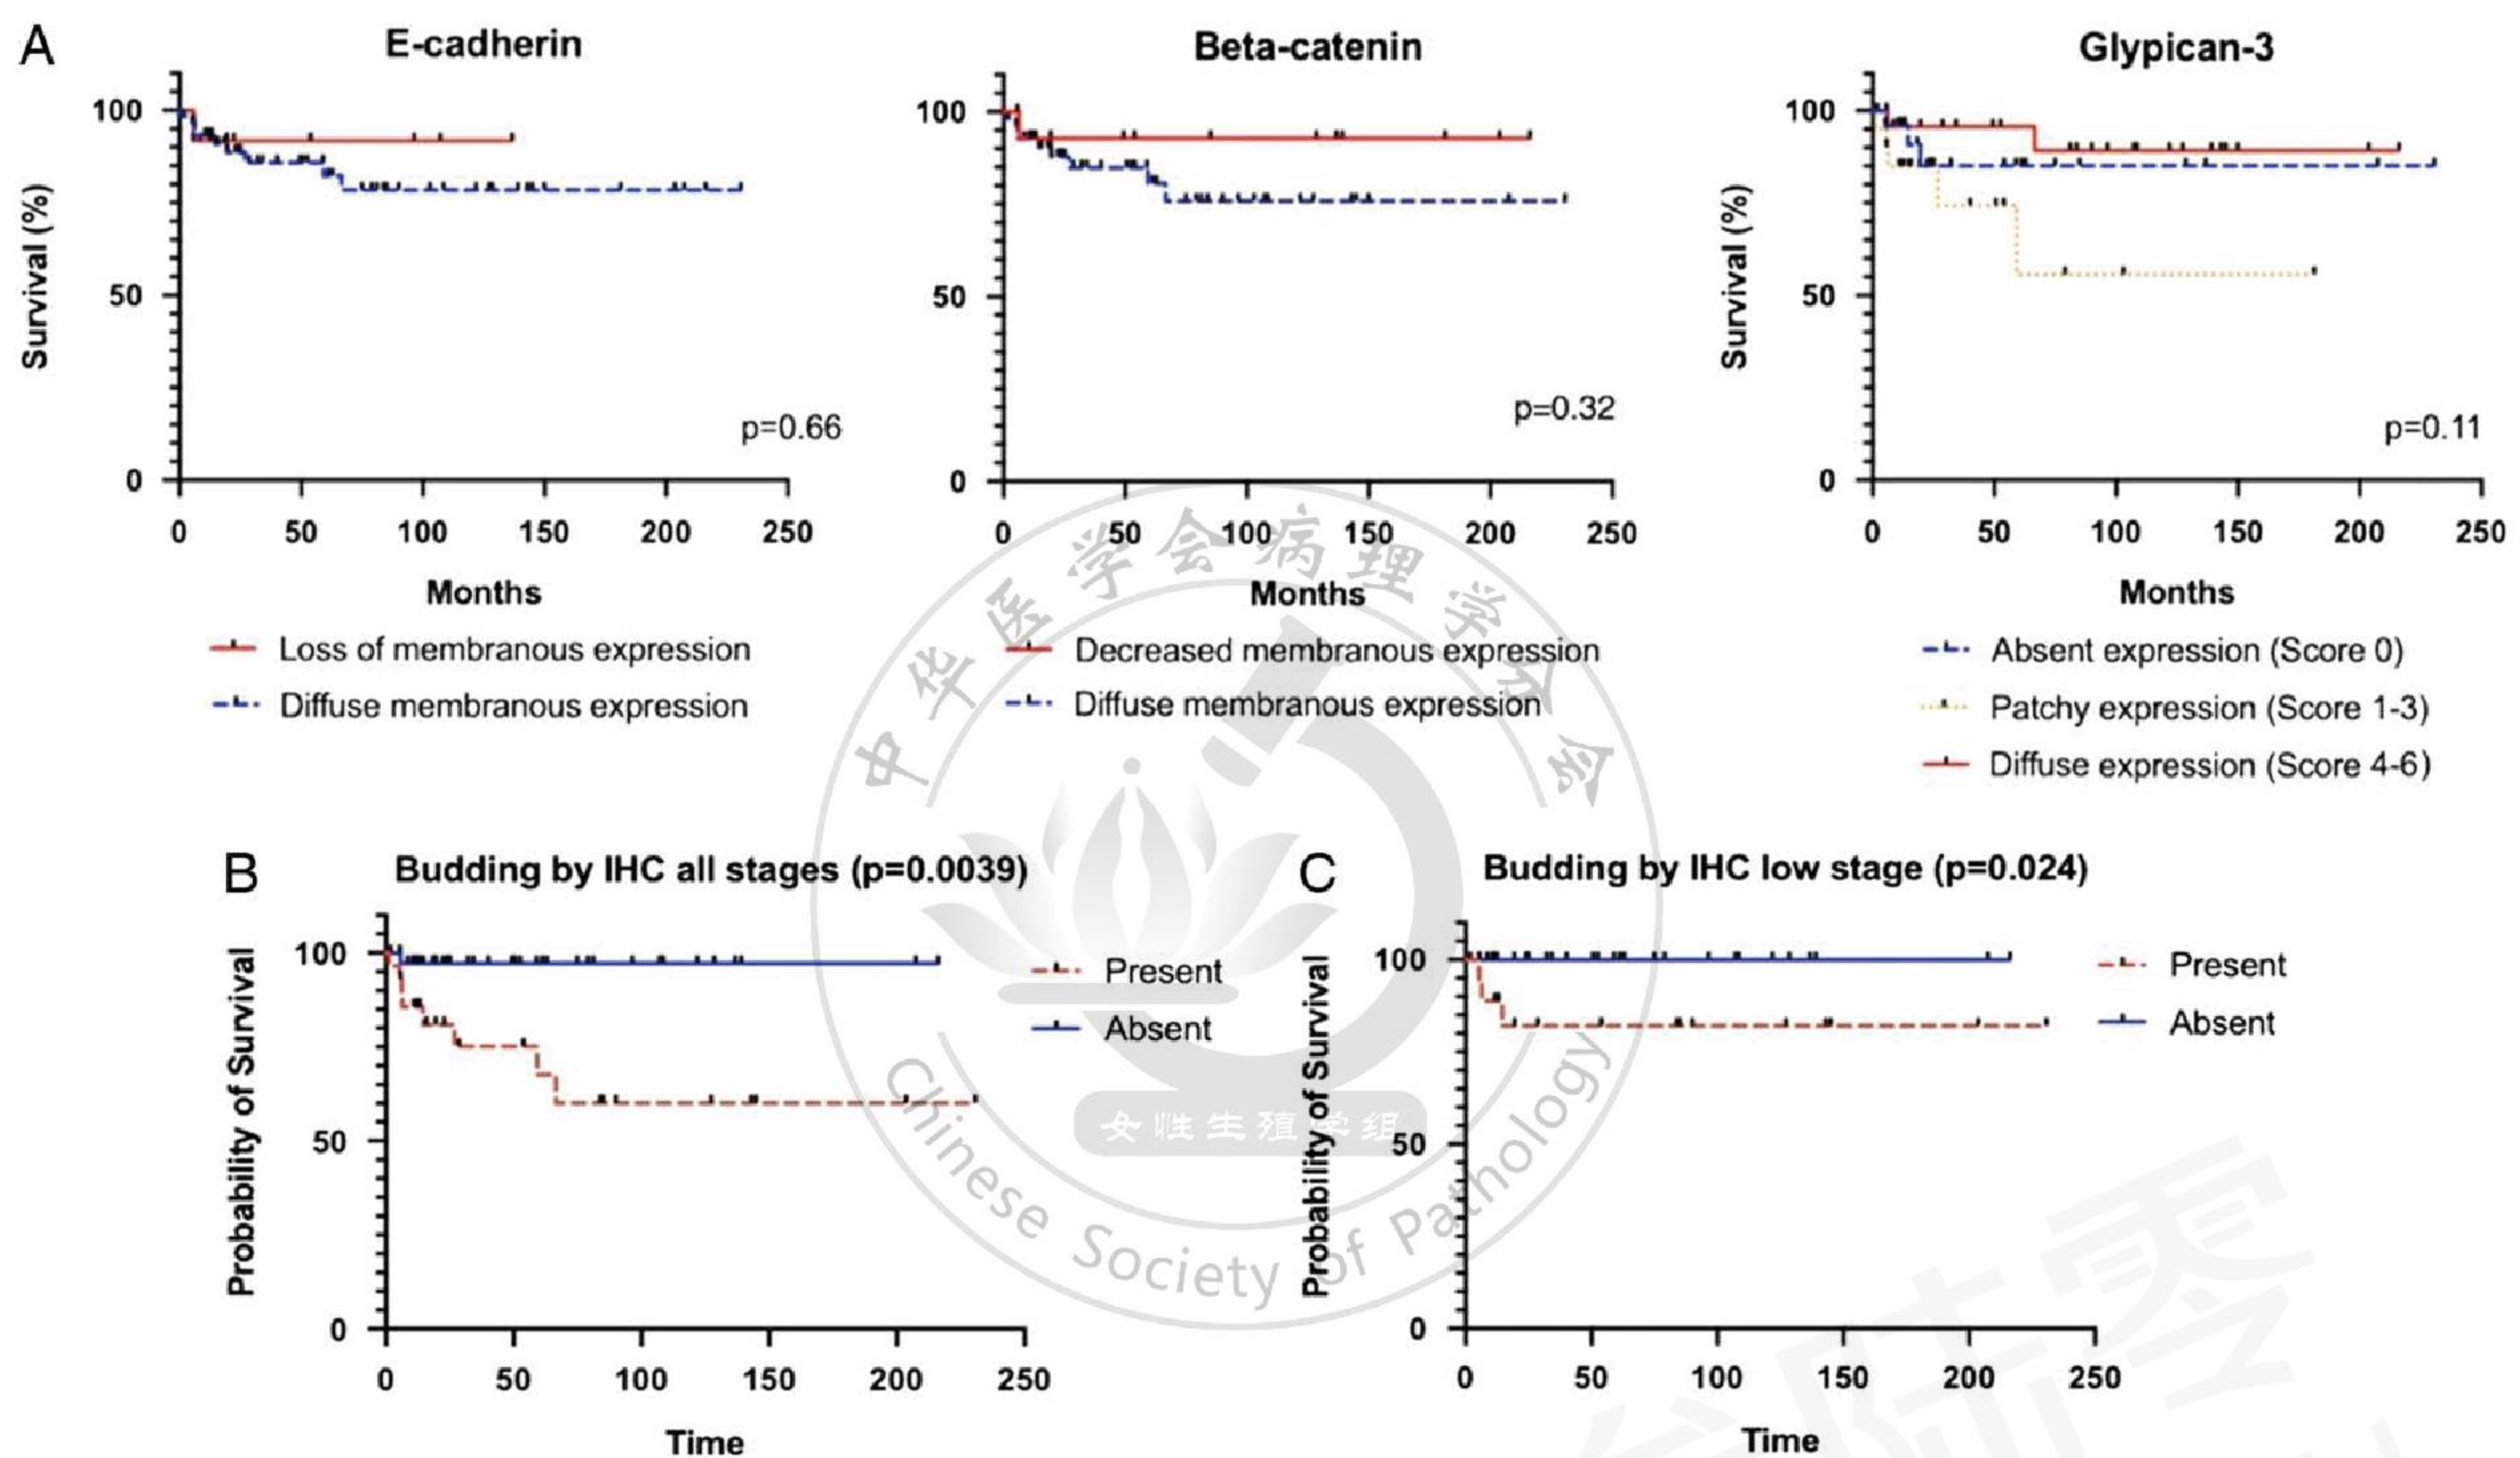 A
E-cadherin
Survival (%)
100
50
0
p=0.66
0 50 100 150 200 250
Months
Loss of membranous expression
Diffuse membranous expression
Beta-catenin
100
50
0
p=0.32
0 50 100 150 200 250
Months
Decreased membranous expression
Diffuse membranous expression
Glypican-3
Survival (%)
100
50
0
p=0.11
0 50 100 150 200 250
Months
Absent expression (Score 0)
Patchy expression (Score 1-3)
Diffuse expression (Score 4-6)
B
Budding by IHC all stages (p=0.0039)
Probability of Survival
100
50
0
0 50 100 150 200 250
Time
Present
Absent
C
Budding by IHC low stage (p=0.024)
Probability of Survival
100
50
0
0 50 100 150 200 250
Time
Present
Absent
中华医学会病理学分会
女性生殖学组
Chinese Society of Pathology